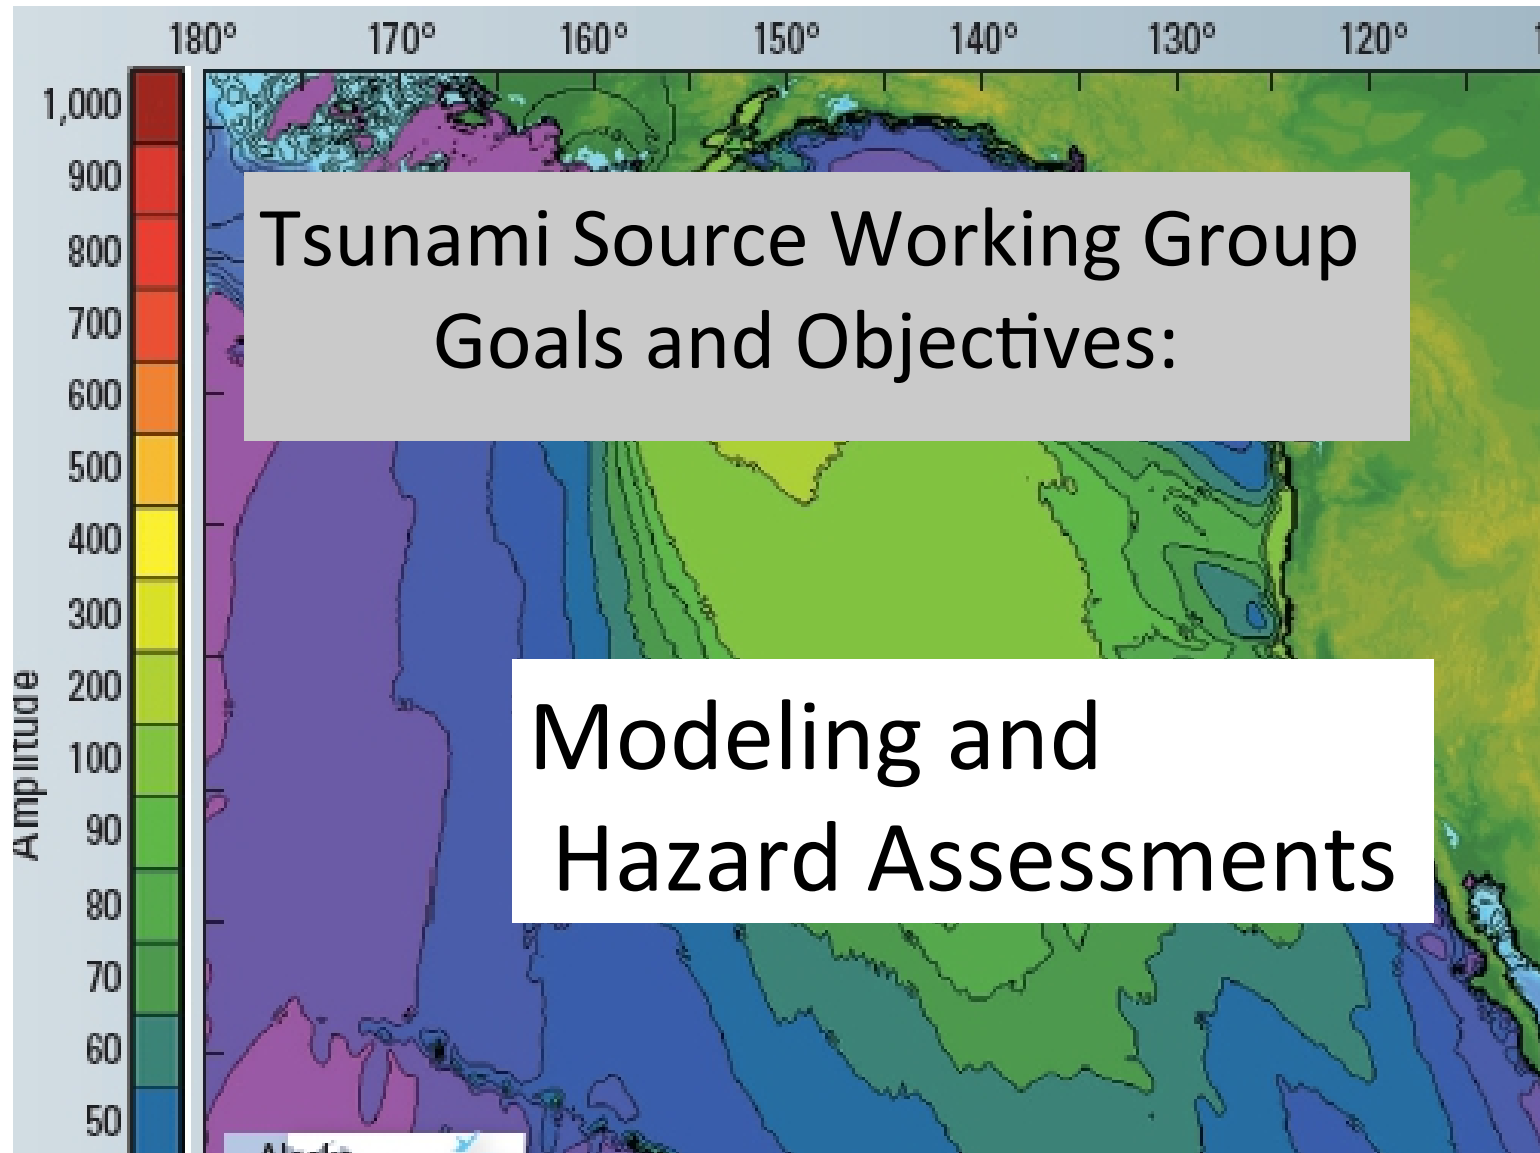 180° 170° 160° 150° 140° 130° 120°
1,000
900
800
700
600
500
400
300
200
100
90
80
70
60
50
Amplitude
Tsunami Source Working Group
Goals and Objectives:
Modeling and
Hazard Assessments